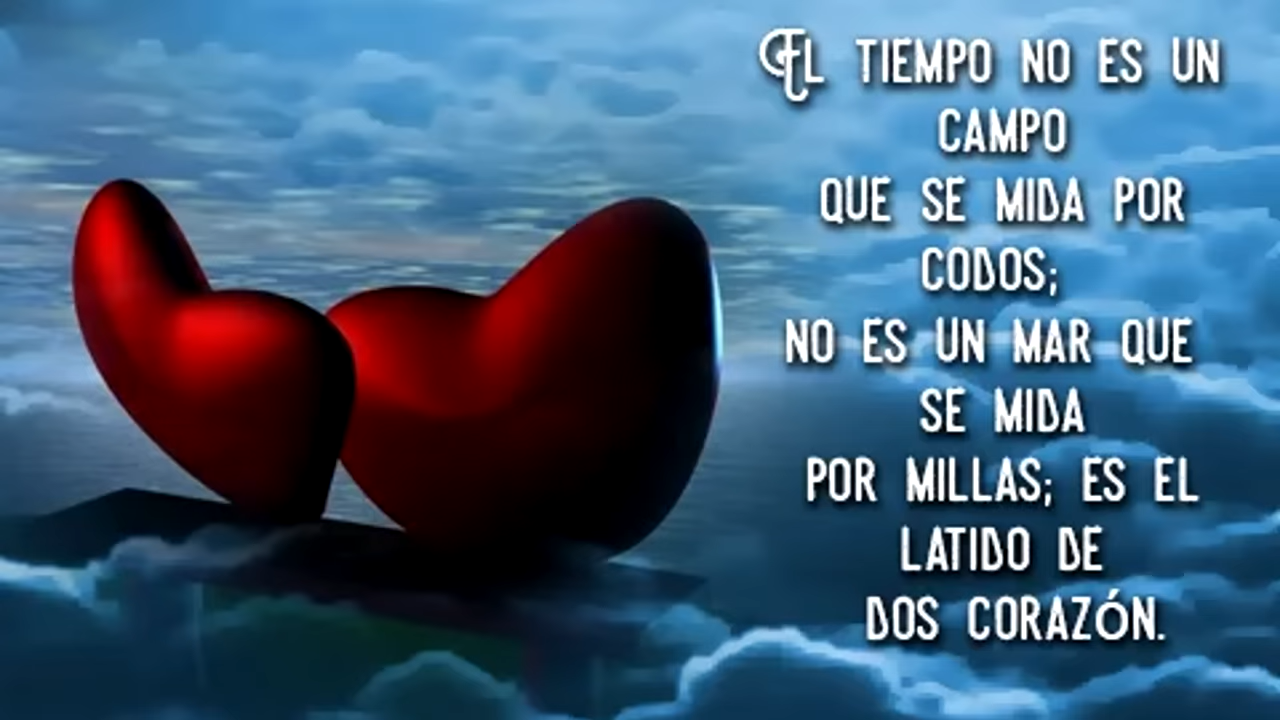 El tiempo no es un
campo
que se mida por
codos;
no es un mar que
se mida
por millas; es el
latido de
dos corazón.